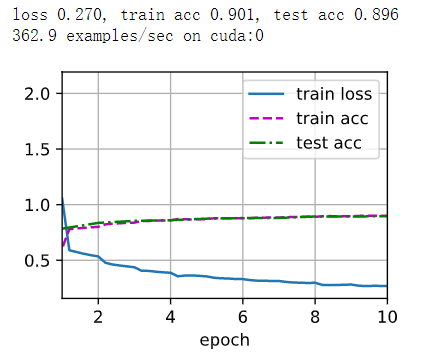 loss 0.270, train acc 0.901, test acc 0.896
362.9 examples/sec on cuda:0
2.0
1.5
1.0
0.5
train loss
train acc
test acc
2 4 6 8 10
epoch